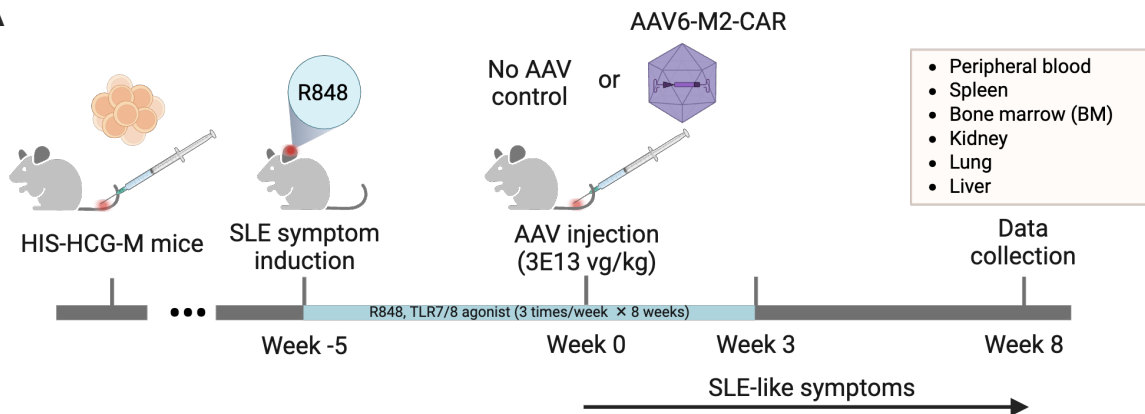 AAV6-M2-CAR
No AAV
control
or
R848
• Peripheral blood
• Spleen
• Bone marrow (BM)
• Kidney
• Lung
• Liver
HIS-HCG-M mice
SLE symptom
induction
AAV injection
(3E13 vg/kg)
Data
collection
R848, TLR7/8 agonist (3 times/week × 8 weeks)
Week -5
Week 0
Week 3
Week 8
SLE-like symptoms